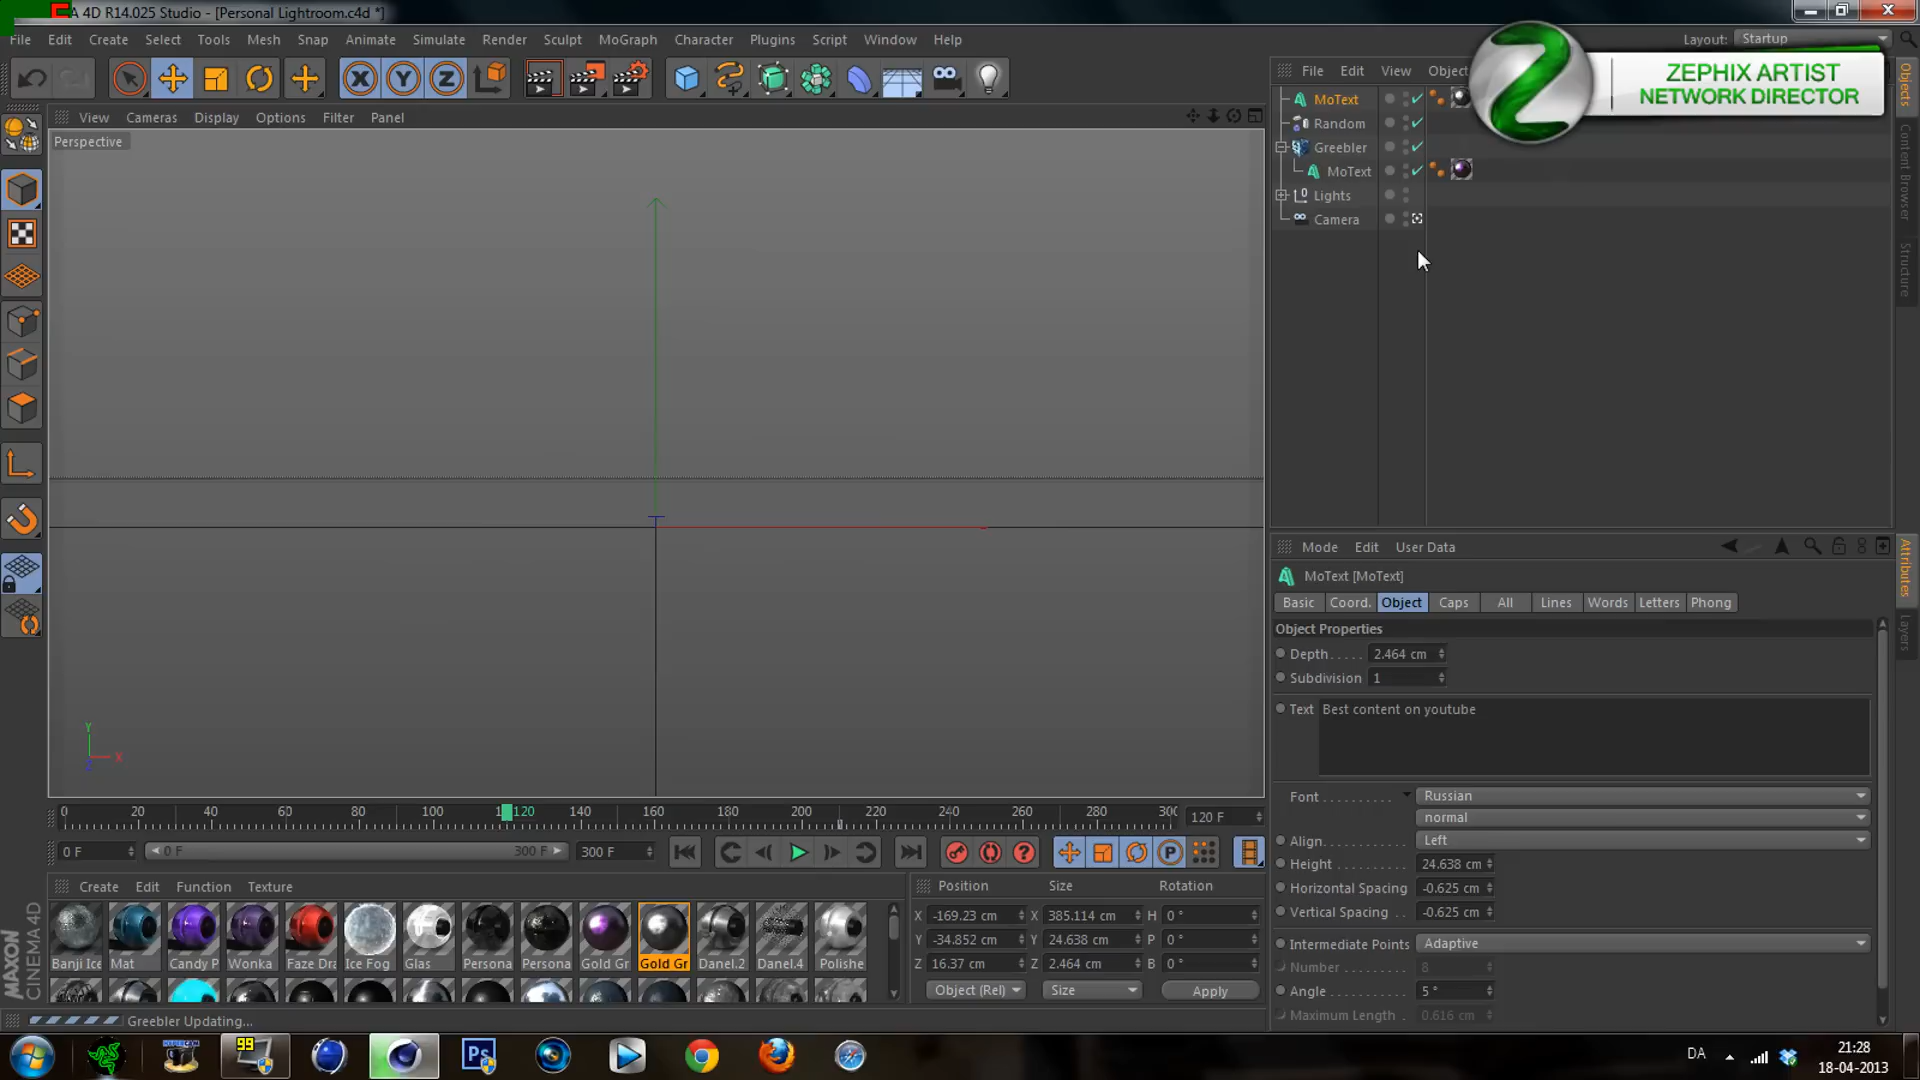 A 4D R14.025 Studio - [Personal Lightroom.c4d *]
File Edit Create Select Tools Mesh Snap Animate Simulate Render Sculpt MoGraph Character Plugins Script Window Help
Layout: Startup
ZEPHIX ARTIST
NETWORK DIRECTOR
X Y Z
File Edit View Object
MoText
Random
Greebler
MoText
Lights
Camera
Objects
Content Browser
Structure
View Cameras Display Options Filter Panel
Perspective
Y
X
Z
Mode Edit User Data
MoText [MoText]
Basic Coord. Object Caps All Lines Words Letters Phong
Object Properties
Depth..... 2.464 cm
Subdivision 1
Text Best content on youtube
Font .......... Russian
normal
Align........... Left
Height ......... 24.638 cm
Horizontal Spacing -0.625 cm
Vertical Spacing .. -0.625 cm
Intermediate Points Adaptive
Number ........ 8
Angle .......... 5 °
Maximum Length . 0.616 cm
Attributes
Layers
0 20 40 60 80 100 120 140 160 180 200 220 240 260 280 300
120 F
0 F 0 F 300 F 300 F
P
Create Edit Function Texture
Banji Ice Mat Candy P Wonka Faze Dra Ice Fog Glas Persona Persona Gold Gr Gold Gr Danel.2 Danel.4 Polishe
Position Size Rotation
X -169.23 cm X 385.114 cm H 0 °
Y -34.852 cm Y 24.638 cm P 0 °
Z 16.37 cm Z 2.464 cm B 0 °
Object (Rel) Size Apply
MAXON
CINEMA 4D
Greebler Updating...
HYPERCAM
99
Ps
DA
21:28
18-04-2013